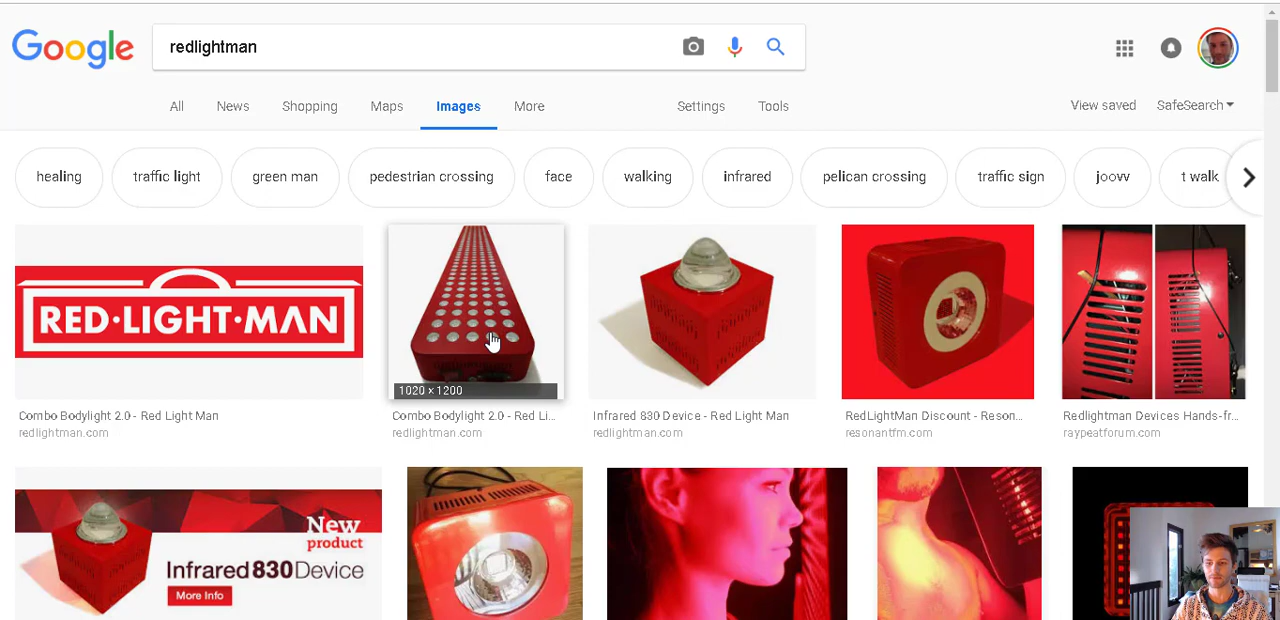 Google
redlightman
All News Shopping Maps Images More Settings Tools View saved SafeSearch
healing traffic light green man pedestrian crossing face walking infrared pelican crossing traffic sign joovv t walk
RED·LIGHT·MAN
1020 × 1200
Combo Bodylight 2.0 - Red Light Man
redlightman.com
Combo Bodylight 2.0 - Red Li...
redlightman.com
Infrared 830 Device - Red Light Man
redlightman.com
RedLightMan Discount - Reson...
resonantfm.com
Redlightman Devices Hands-fr...
raypeatforum.com
New
product
Infrared830Device
More Info